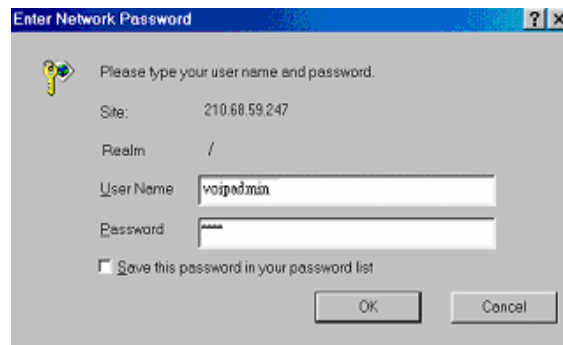 Enter Network Password ? ×
Please type your user name and password.
Site: 210.68.59.247
Realm /
User Name voipadmin
Password ****
Save this password in your password list
OK Cancel